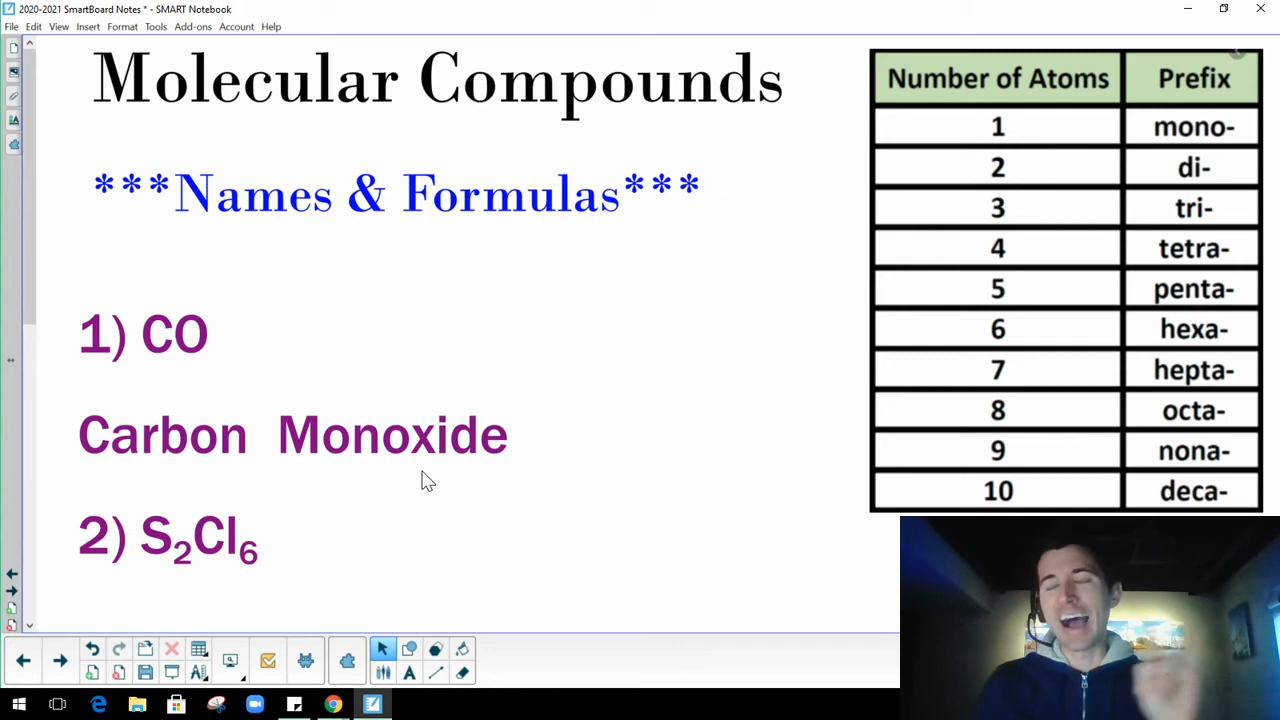 2020-2021 SmartBoard Notes * - SMART Notebook
File Edit View Insert Format Tools Add-ons Account Help
Molecular Compounds
***Names & Formulas***
1) CO
Carbon Monoxide
2) S₂Cl₆
Number of Atoms Prefix
1 mono-
2 di-
3 tri-
4 tetra-
5 penta-
6 hexa-
7 hepta-
8 octa-
9 nona-
10 deca-